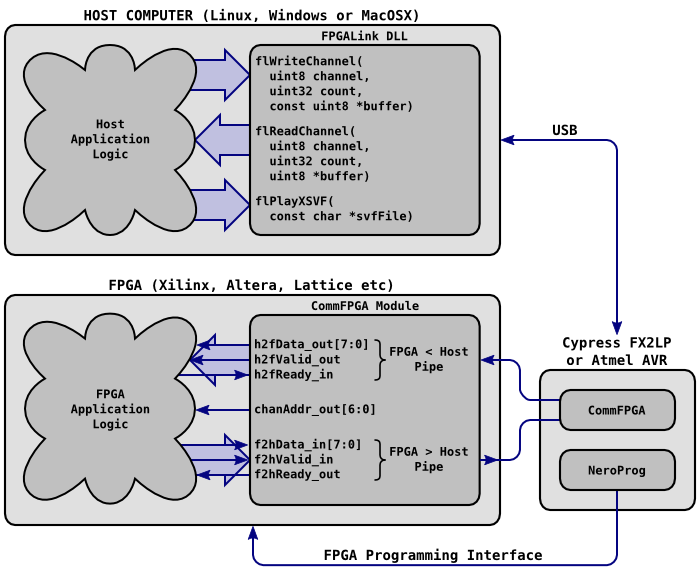 HOST COMPUTER (Linux, Windows or MacOSX)
FPGALink DLL
Host
Application
Logic
flWriteChannel(
uint8 channel,
uint32 count,
const uint8 *buffer)
flReadChannel(
uint8 channel,
uint32 count,
uint8 *buffer)
flPlayXSVF(
const char *svfFile)
USB
FPGA (Xilinx, Altera, Lattice etc)
CommFPGA Module
FPGA
Application
Logic
h2fData_out[7:0]
h2fValid_out
h2fReady_in
FPGA < Host
Pipe
chanAddr_out[6:0]
f2hData_in[7:0]
f2hValid_in
f2hReady_out
FPGA > Host
Pipe
Cypress FX2LP
or Atmel AVR
CommFPGA
NeroProg
FPGA Programming Interface